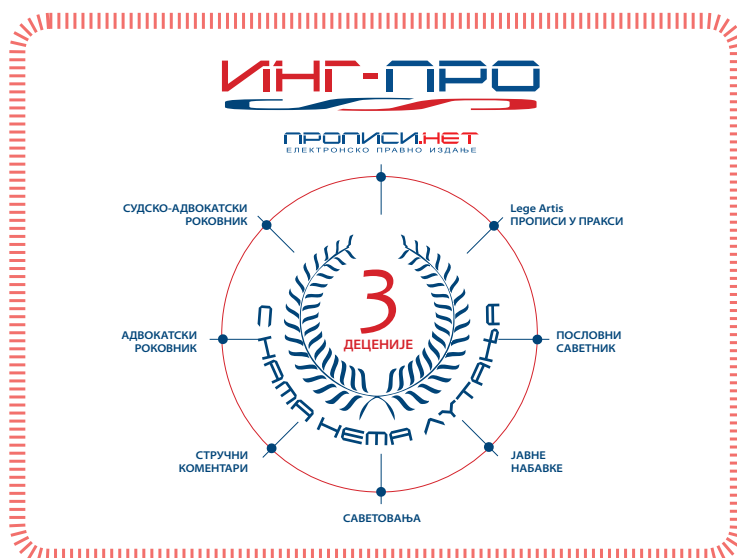 ИНГ-ПРО
ПРОПИСИ.НЕТ
ЕЛЕКТРОНСКО ПРАВНО ИЗДАЊЕ
СУДСКО-АДВОКАТСКИ
РОКОВНИК
Lege Artis
ПРОПИСИ У ПРАКСИ
3
ДЕЦЕНИЈЕ
АДВОКАТСКИ
РОКОВНИК
ПОСЛОВНИ
САВЕТНИК
С НАМА НЕМА ЛУТАЊА
СТРУЧНИ
КОМЕНТАРИ
ЈАВНЕ
НАБАВКЕ
САВЕТОВАЊА